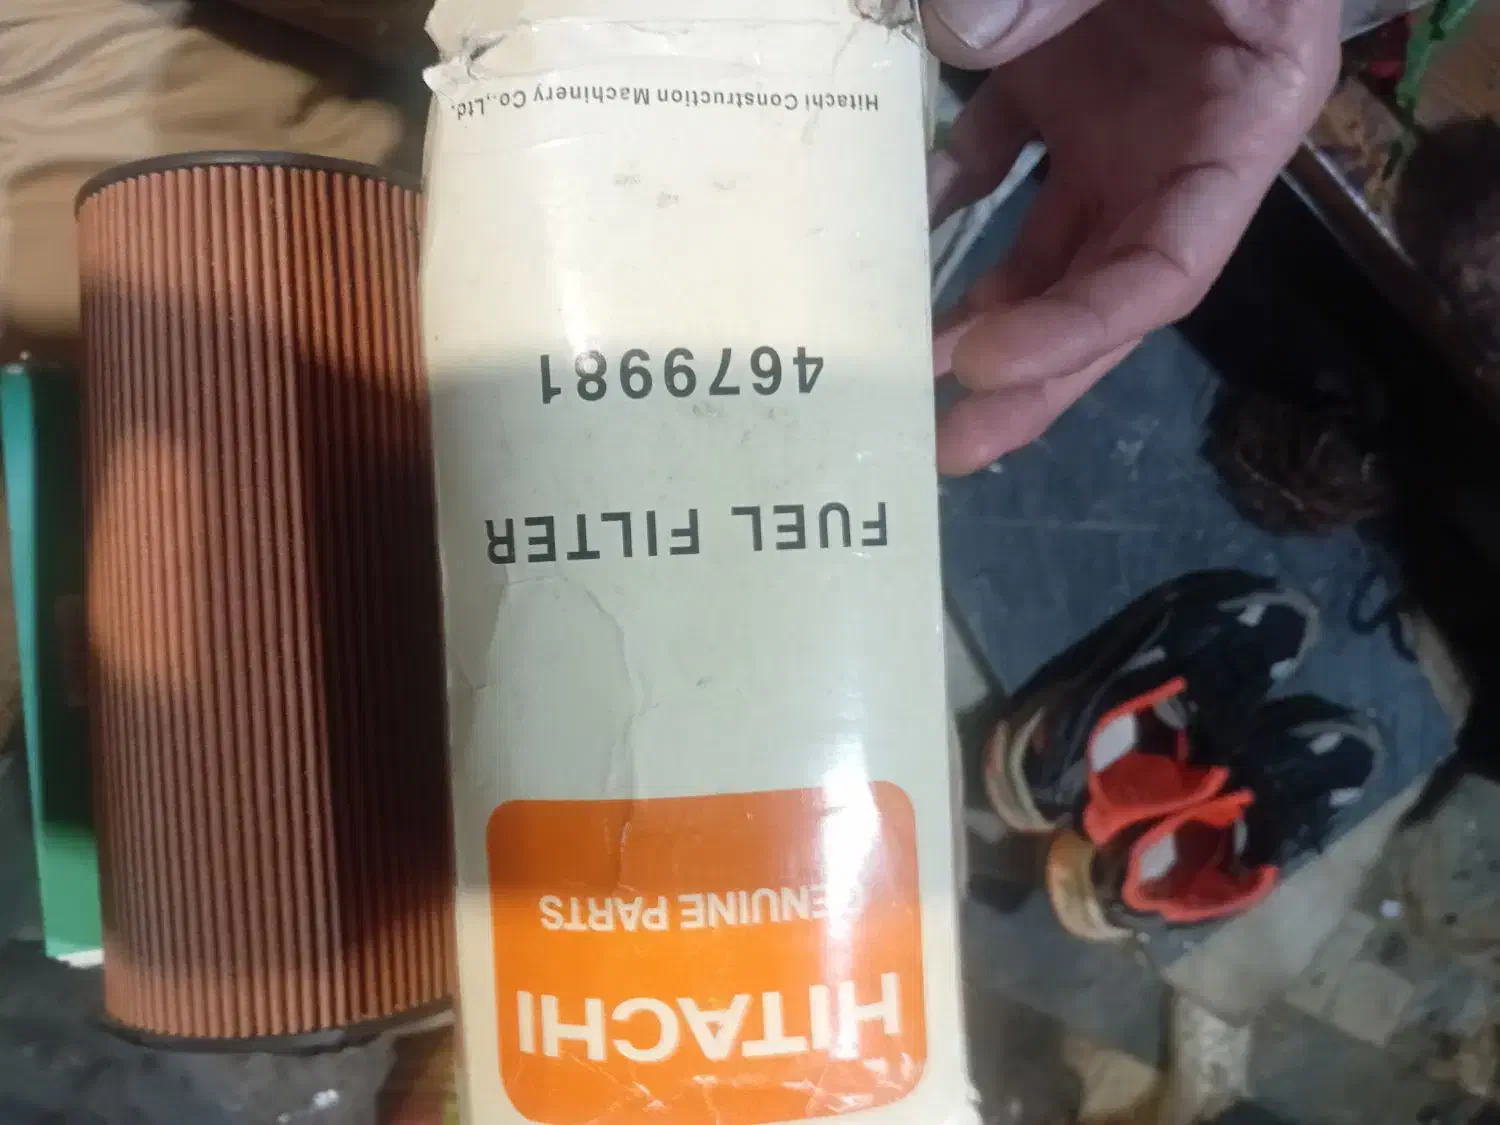 HITACHI
GENUINE PARTS
FUEL FILTER
4679981
Hitachi Construction Machinery Co.,Ltd.